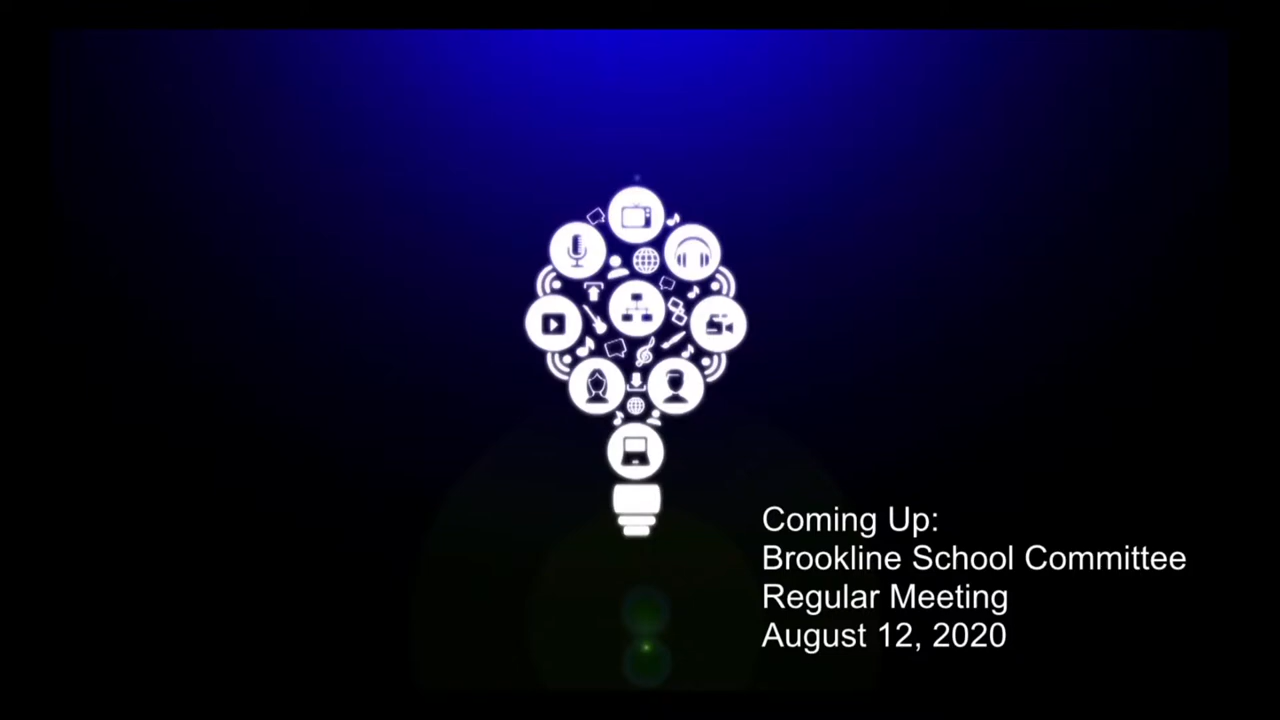 Coming Up:
Brookline School Committee
Regular Meeting
August 12, 2020